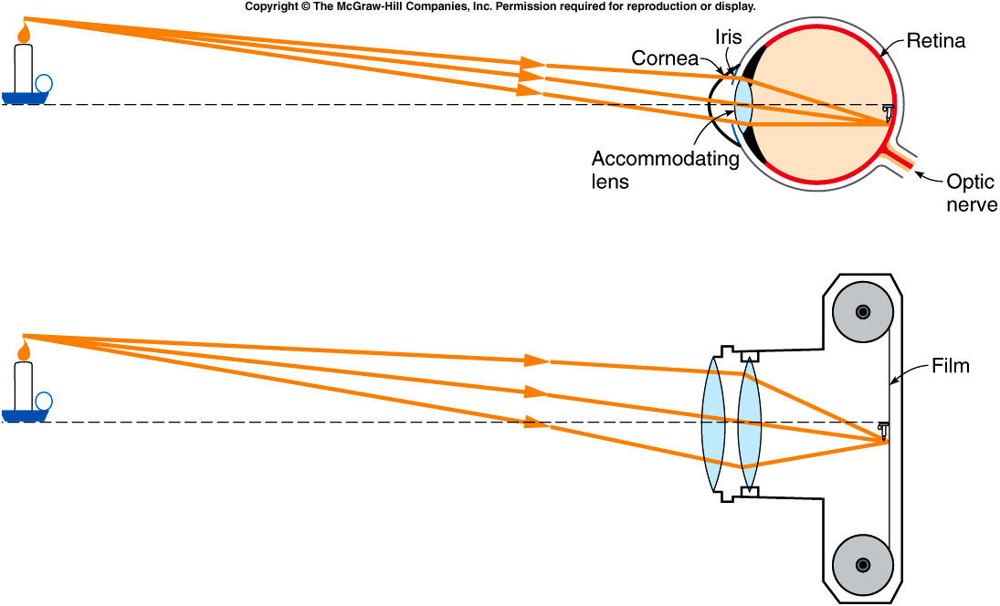 Copyright © The McGraw-Hill Companies, Inc. Permission required for reproduction or display.
Iris
Retina
Cornea
Accommodating
lens
Optic
nerve
Film